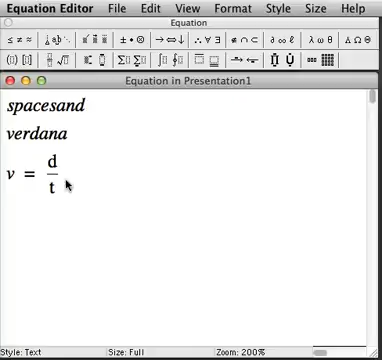 Equation Editor File Edit View Format Style Size Help
Equation
Equation in Presentation1
spacesand
verdana
v = d
t
Style: Text Size: Full Zoom: 200%